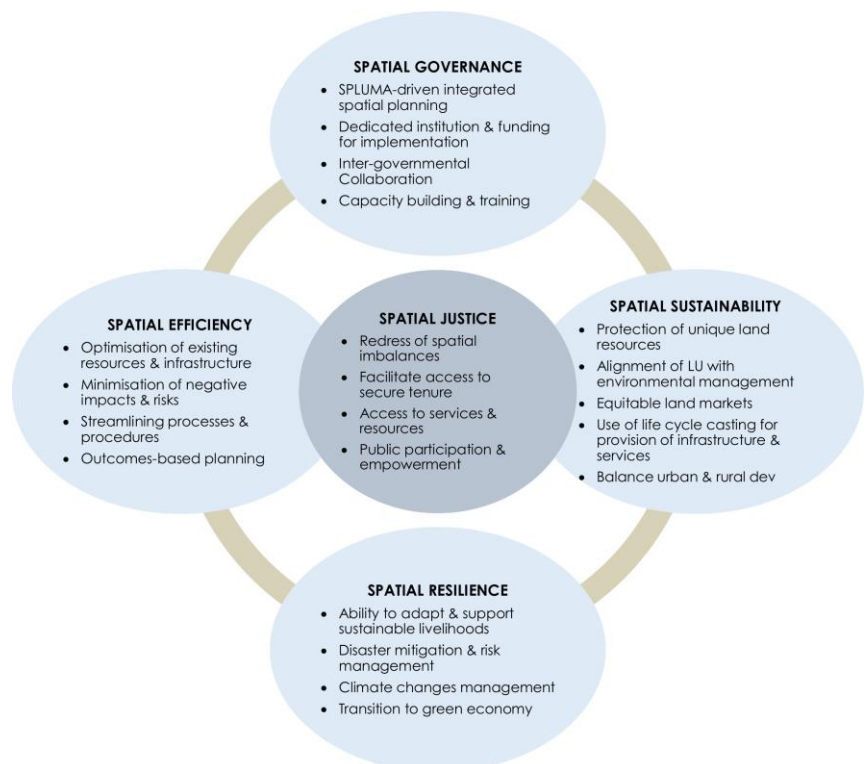 SPATIAL GOVERNANCE
• SPLUMA-driven integrated
spatial planning
• Dedicated institution & funding
for implementation
• Inter-governmental
Collaboration
• Capacity building & training
SPATIAL EFFICIENCY
• Optimisation of existing
resources & infrastructure
• Minimisation of negative
impacts & risks
• Streamlining processes &
procedures
• Outcomes-based planning
SPATIAL JUSTICE
• Redress of spatial
imbalances
• Facilitate access to
secure tenure
• Access to services &
resources
• Public participation &
empowerment
SPATIAL SUSTAINABILITY
• Protection of unique land
resources
• Alignment of LU with
environmental management
• Equitable land markets
• Use of life cycle casting for
provision of infrastructure &
services
• Balance urban & rural dev
SPATIAL RESILIENCE
• Ability to adapt & support
sustainable livelihoods
• Disaster mitigation & risk
management
• Climate changes management
• Transition to green economy